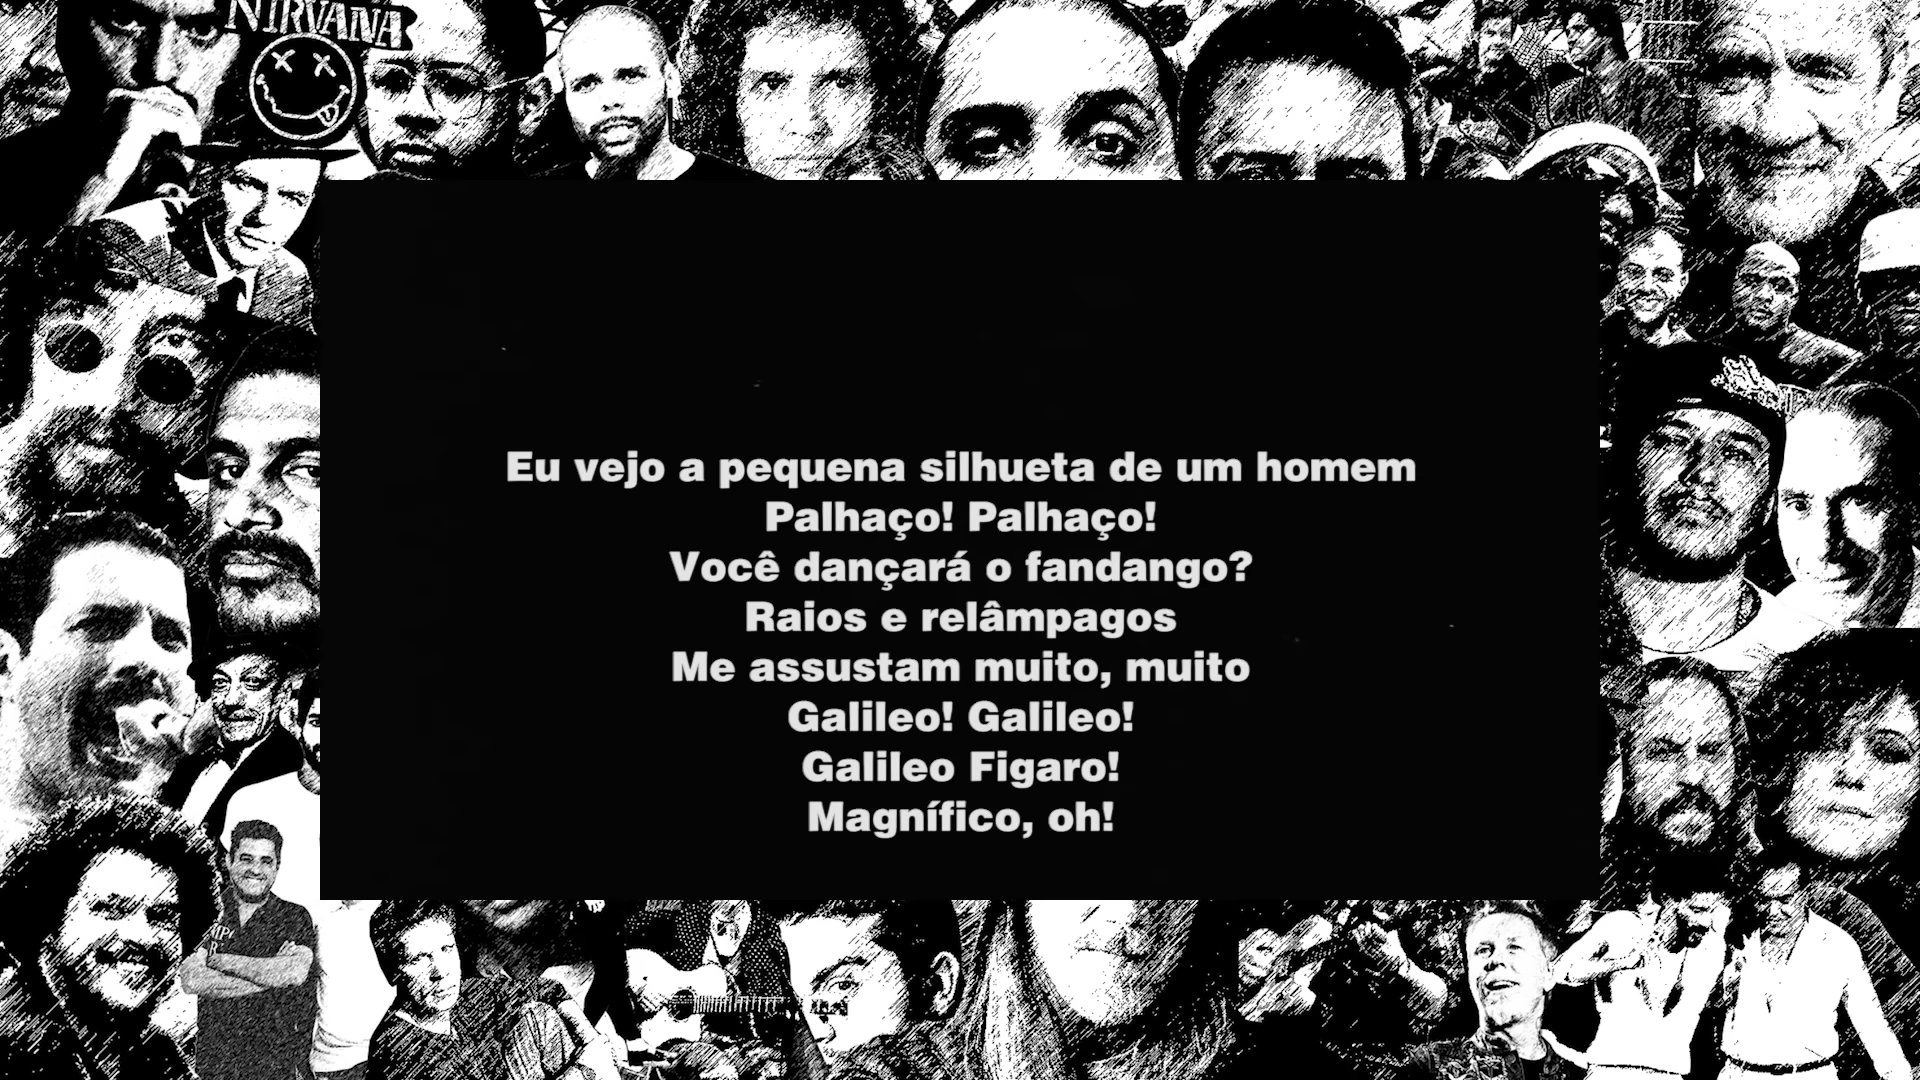 NIRVANA
Eu vejo a pequena silhueta de um homem
Palhaço! Palhaço!
Você dançará o fandango?
Raios e relâmpagos
Me assustam muito, muito
Galileo! Galileo!
Galileo Figaro!
Magnífico, oh!